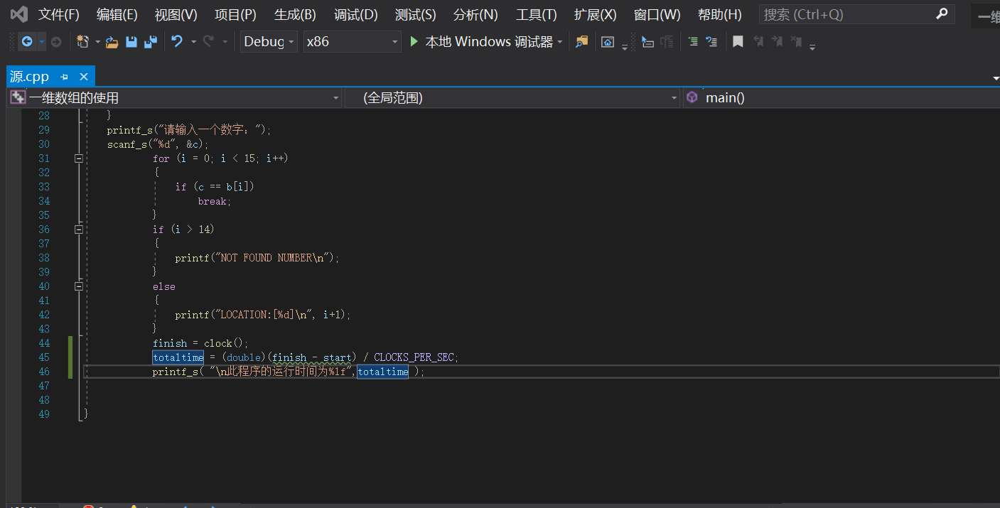 文件(F) 编辑(E) 视图(V) 项目(P) 生成(B) 调试(D) 测试(S) 分析(N) 工具(T) 扩展(X) 窗口(W) 帮助(H) 搜索 (Ctrl+Q) 一维
Debug x86 本地 Windows 调试器
源.cpp
一维数组的使用 (全局范围) main()
28 }
29 printf_s("请输入一个数字: ");
30 scanf_s("%d", &c);
31 for (i = 0; i < 15; i++)
32 {
33 if (c == b[i])
34 break;
35 }
36 if (i > 14)
37 {
38 printf("NOT FOUND NUMBER\n");
39 }
40 else
41 {
42 printf("LOCATION:[%d]\n", i+1);
43 }
44 finish = clock();
45 totaltime = (double)(finish - start) / CLOCKS_PER_SEC;
46 printf_s( "\n此程序的运行时间为%lf",totaltime );
47
48
49 }